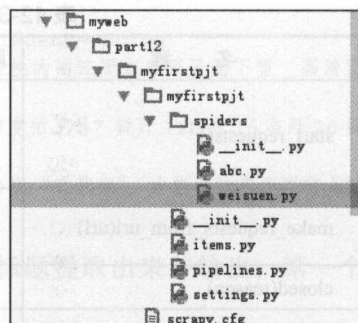 myweb
part12
myfirstpjt
myfirstpjt
spiders
__init__.py
abc.py
weisuen.py
__init__.py
items.py
pipelines.py
settings.py
scrapy.cfg